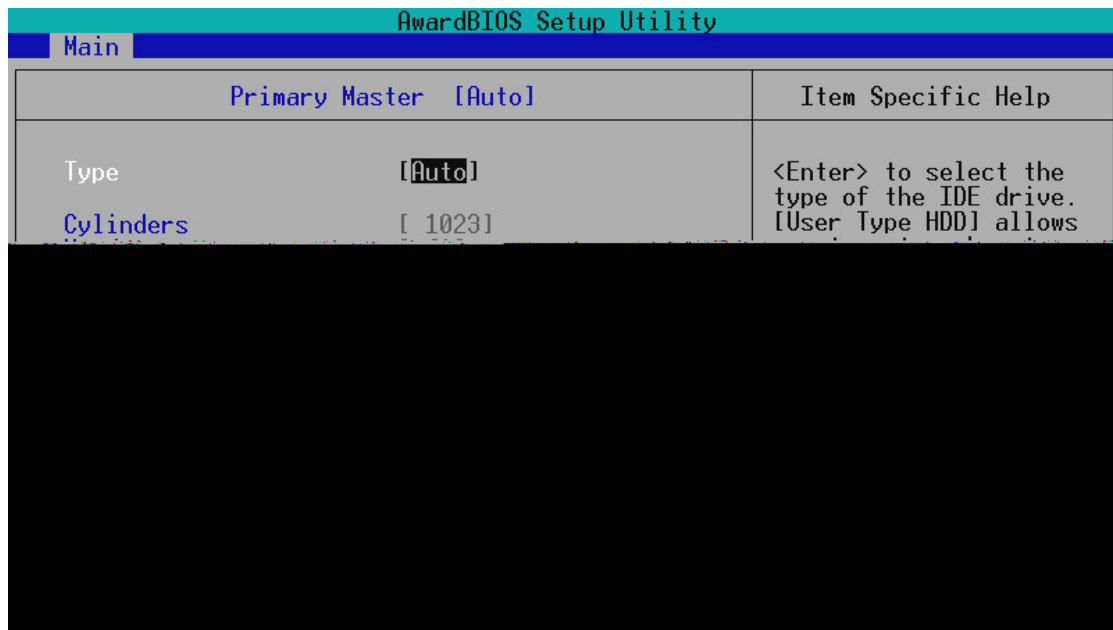 AwardBIOS Setup Utility
Main
Primary Master [Auto]
Item Specific Help
Type [Auto]
Cylinders [ 1023]
<Enter> to select the
type of the IDE drive.
[User Type HDD] allows